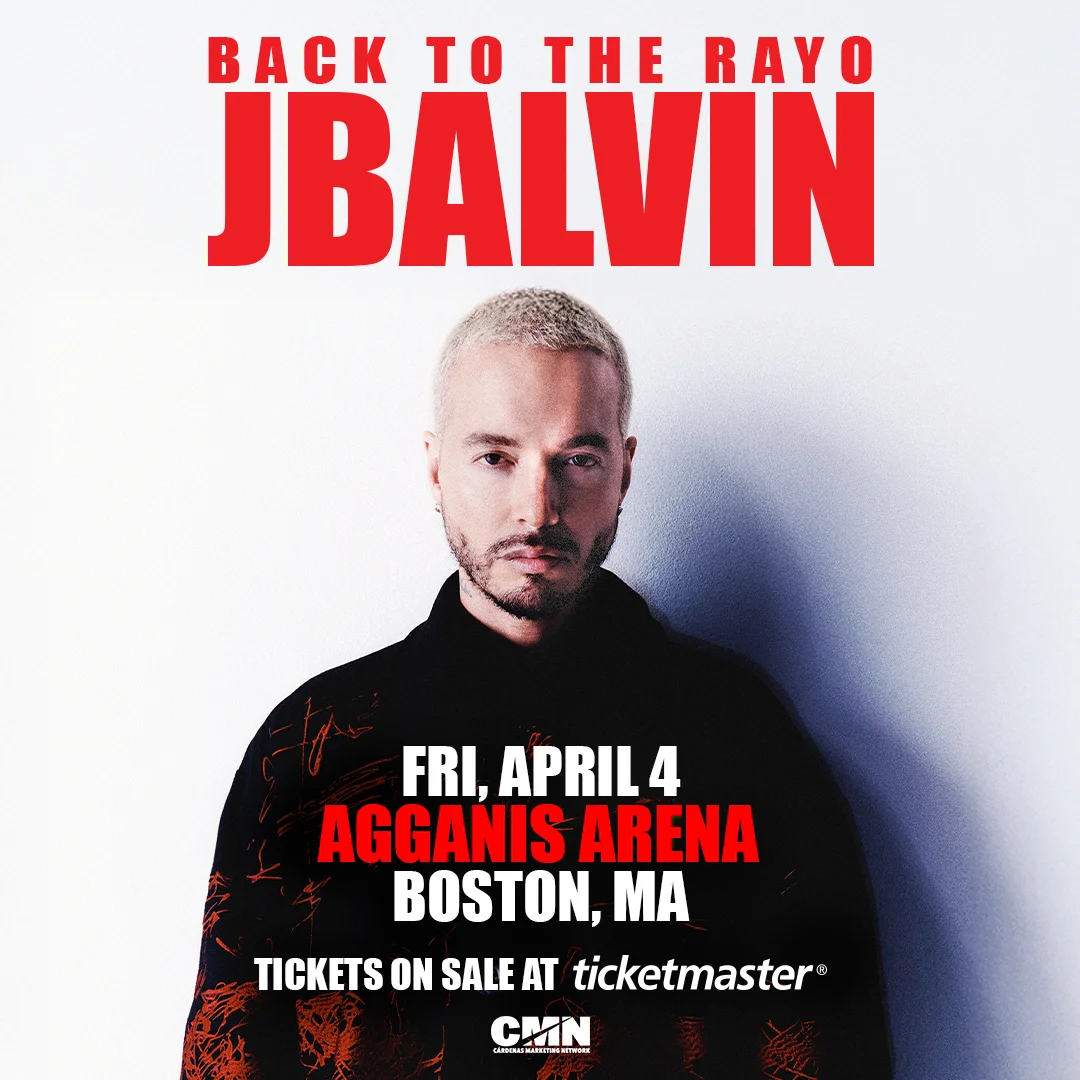 BACK TO THE RAYO
JBALVIN
FRI, APRIL 4
AGGANIS ARENA
BOSTON, MA
TICKETS ON SALE AT ticketmaster®
CMN
CÁRDENAS MARKETING NETWORK